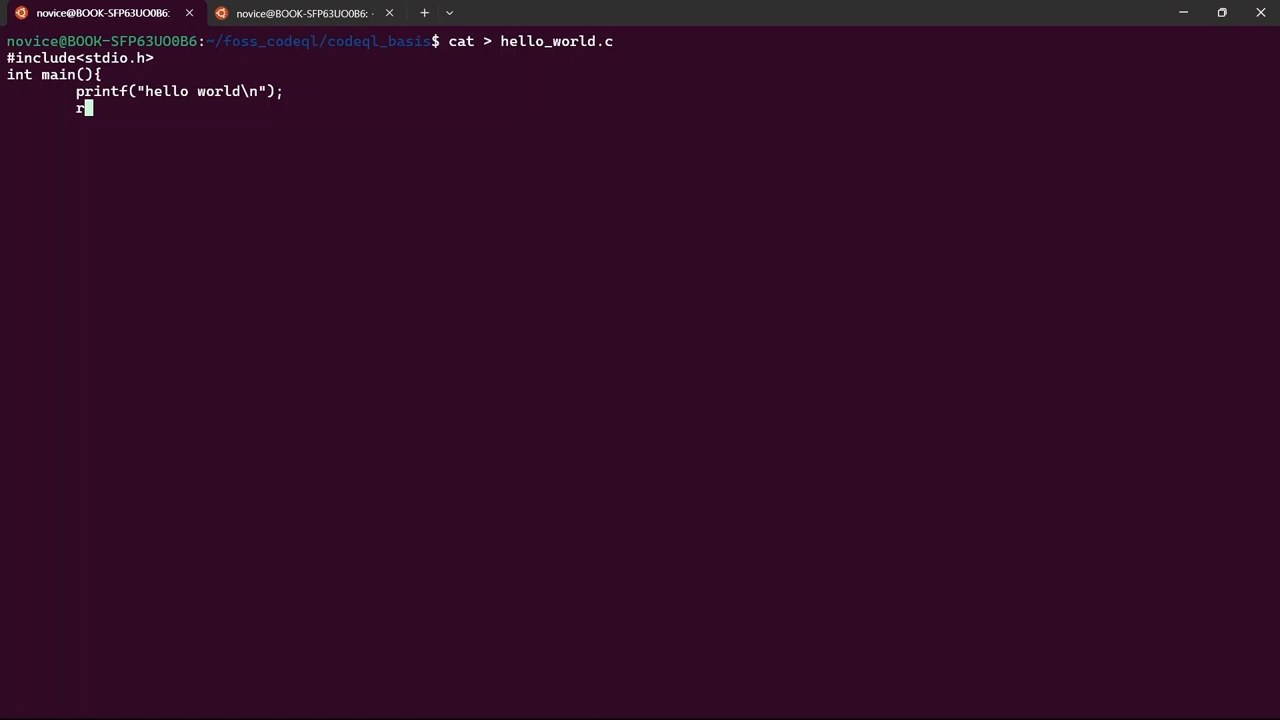 novice@BOOK-SFP63UO0B6: novice@BOOK-SFP63UO0B6:
novice@BOOK-SFP63UO0B6:~/foss_codeql/codeql_basis$ cat > hello_world.c
#include<stdio.h>
int main(){
        printf("hello world\n");
        r